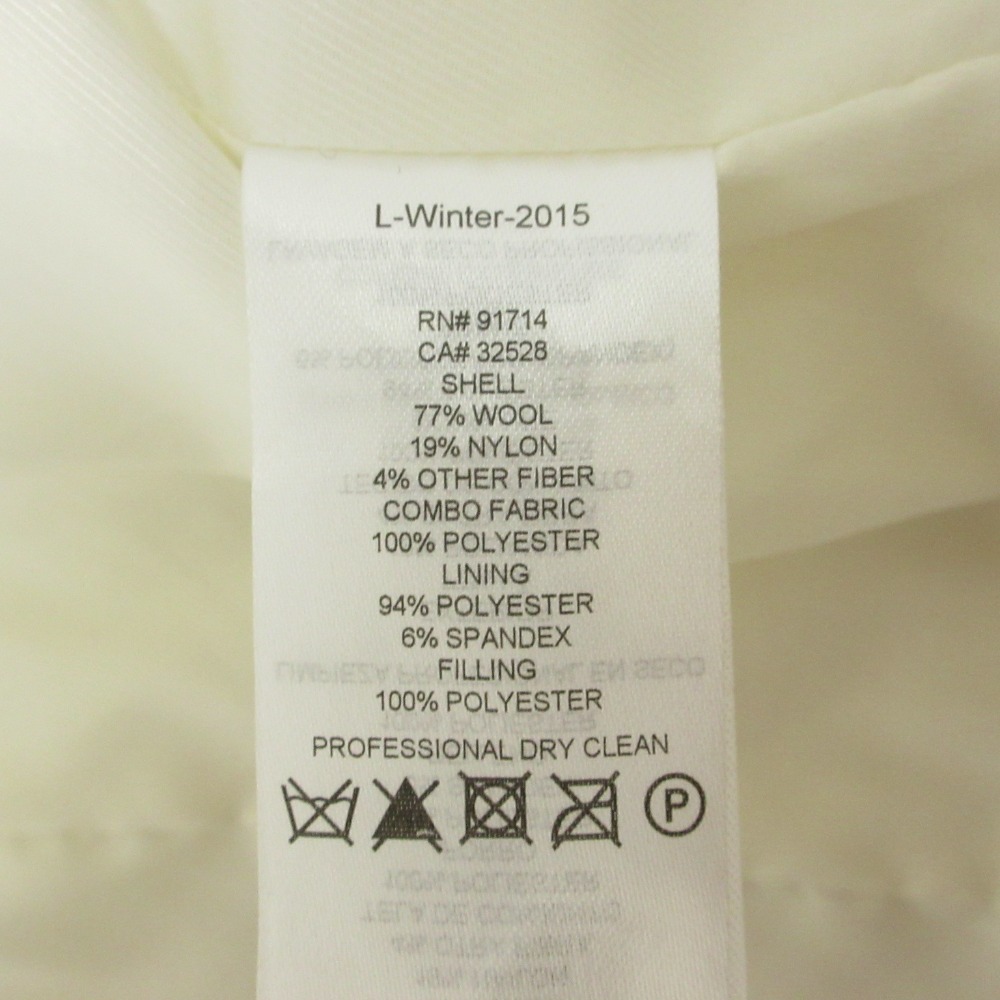 L-Winter-2015
RN# 91714
CA# 32528
SHELL
77% WOOL
19% NYLON
4% OTHER FIBER
COMBO FABRIC
100% POLYESTER
LINING
94% POLYESTER
6% SPANDEX
FILLING
100% POLYESTER
PROFESSIONAL DRY CLEAN
P